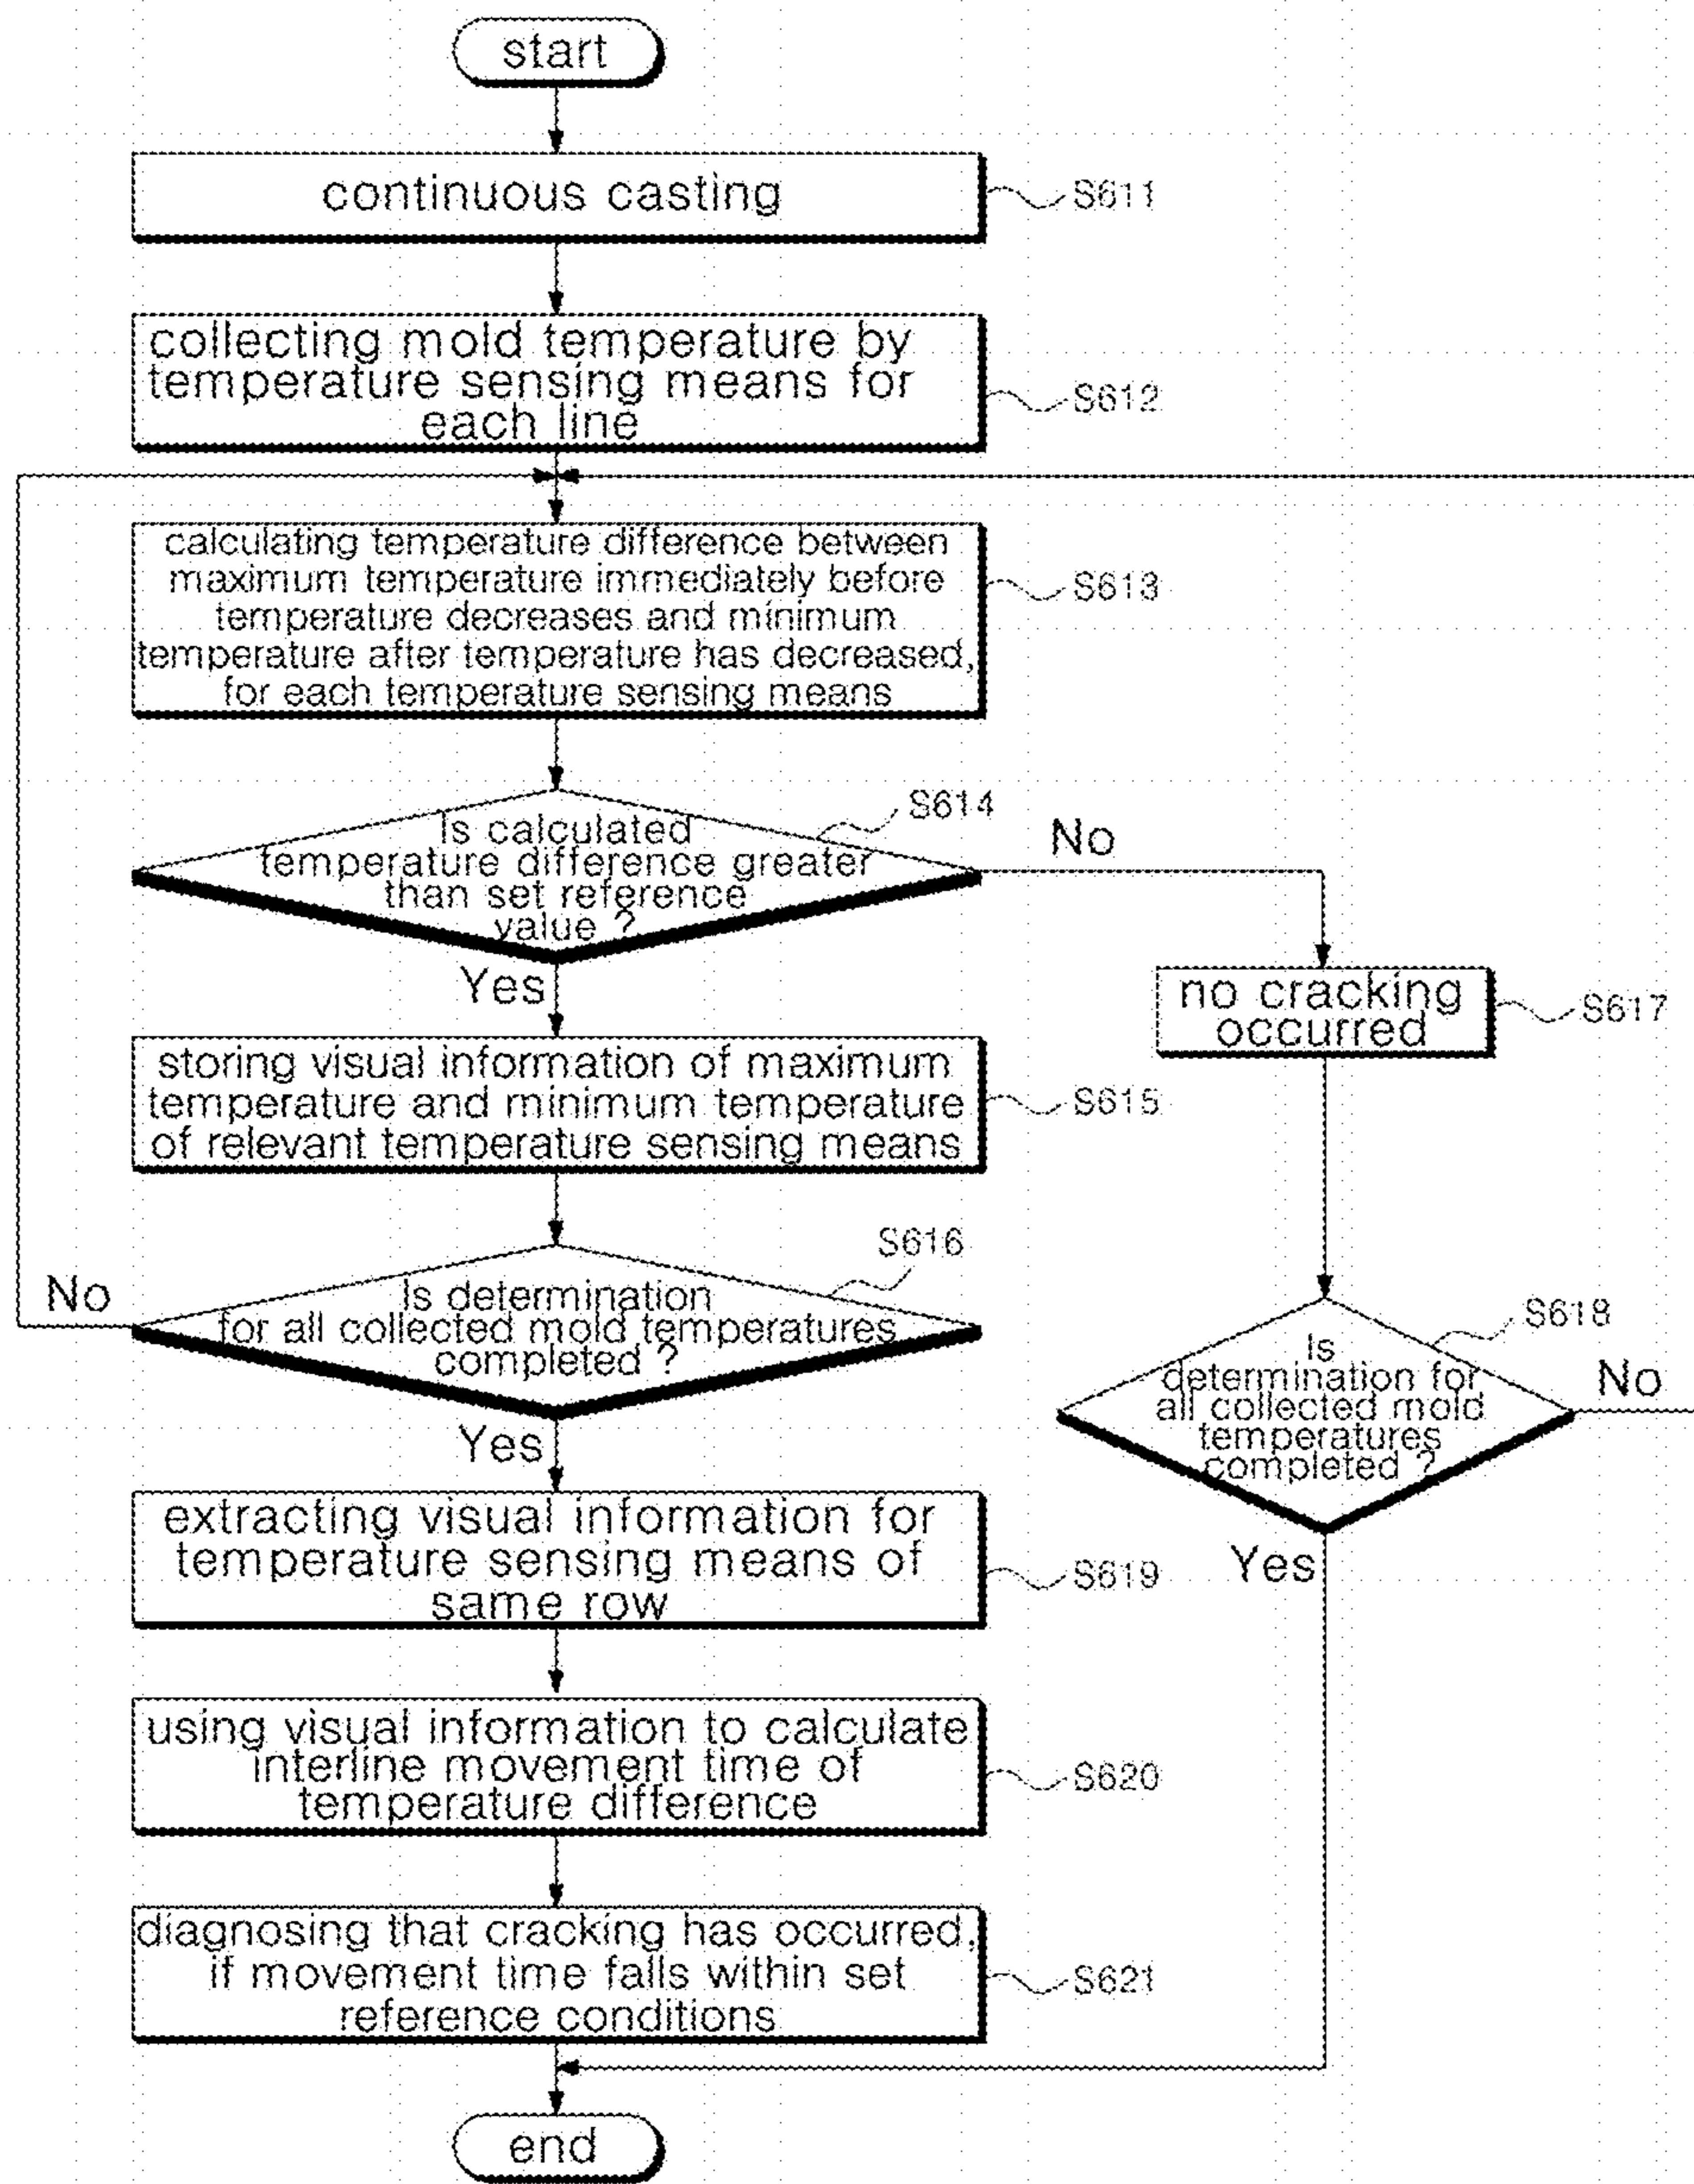 start
continuous casting
S611
collecting mold temperature by
temperature sensing means for
each line
S612
calculating temperature difference between
maximum temperature immediately before
temperature decreases and minimum
temperature after temperature has decreased,
for each temperature sensing means
S613
S614
Is calculated
temperature difference greater
than set reference
value ?
No
Yes
no cracking
occurred
S617
storing visual information of maximum
temperature and minimum temperature
of relevant temperature sensing means
S615
S616
Is determination
for all collected mold temperatures
completed ?
No
Yes
S618
Is
determination for
all collected mold
temperatures
completed ?
No
Yes
extracting visual information for
temperature sensing means of
same row
S619
using visual information to calculate
interline movement time of
temperature difference
S620
diagnosing that cracking has occurred,
if movement time falls within set
reference conditions
S621
end